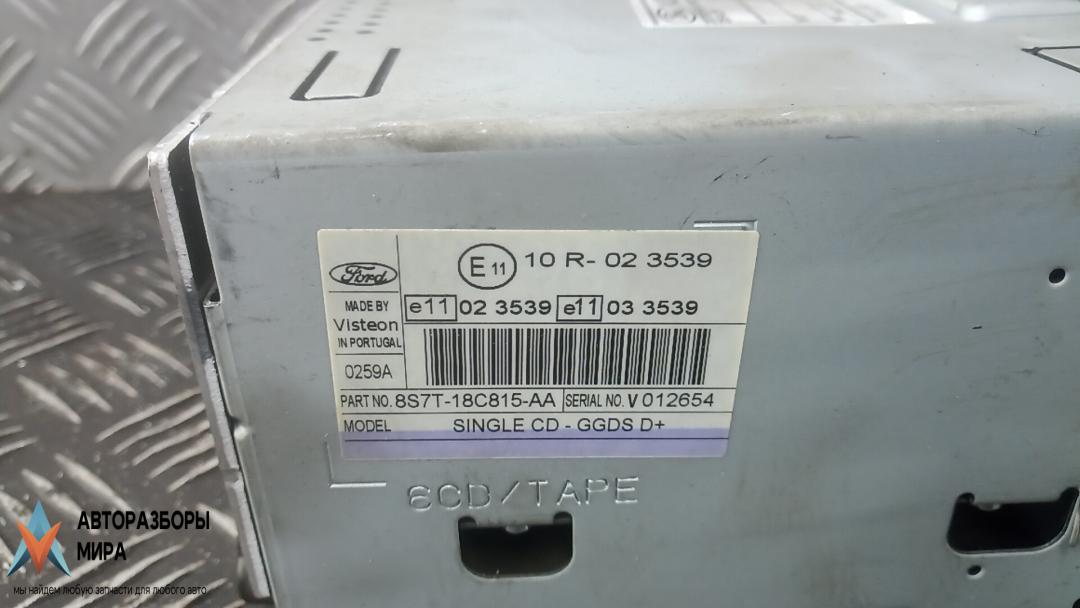 Ford
E 11 10 R- 02 3539
MADE BY
Visteon
IN PORTUGAL
e11 02 3539 e11 03 3539
0259A
PART NO. 8S7T-18C815-AA SERIAL NO. V 012654
MODEL SINGLE CD - GGDS D+
6CD/TAPE
АВТОРАЗБОРЫ
МИРА
мы найдем любую запчасти для любого авто